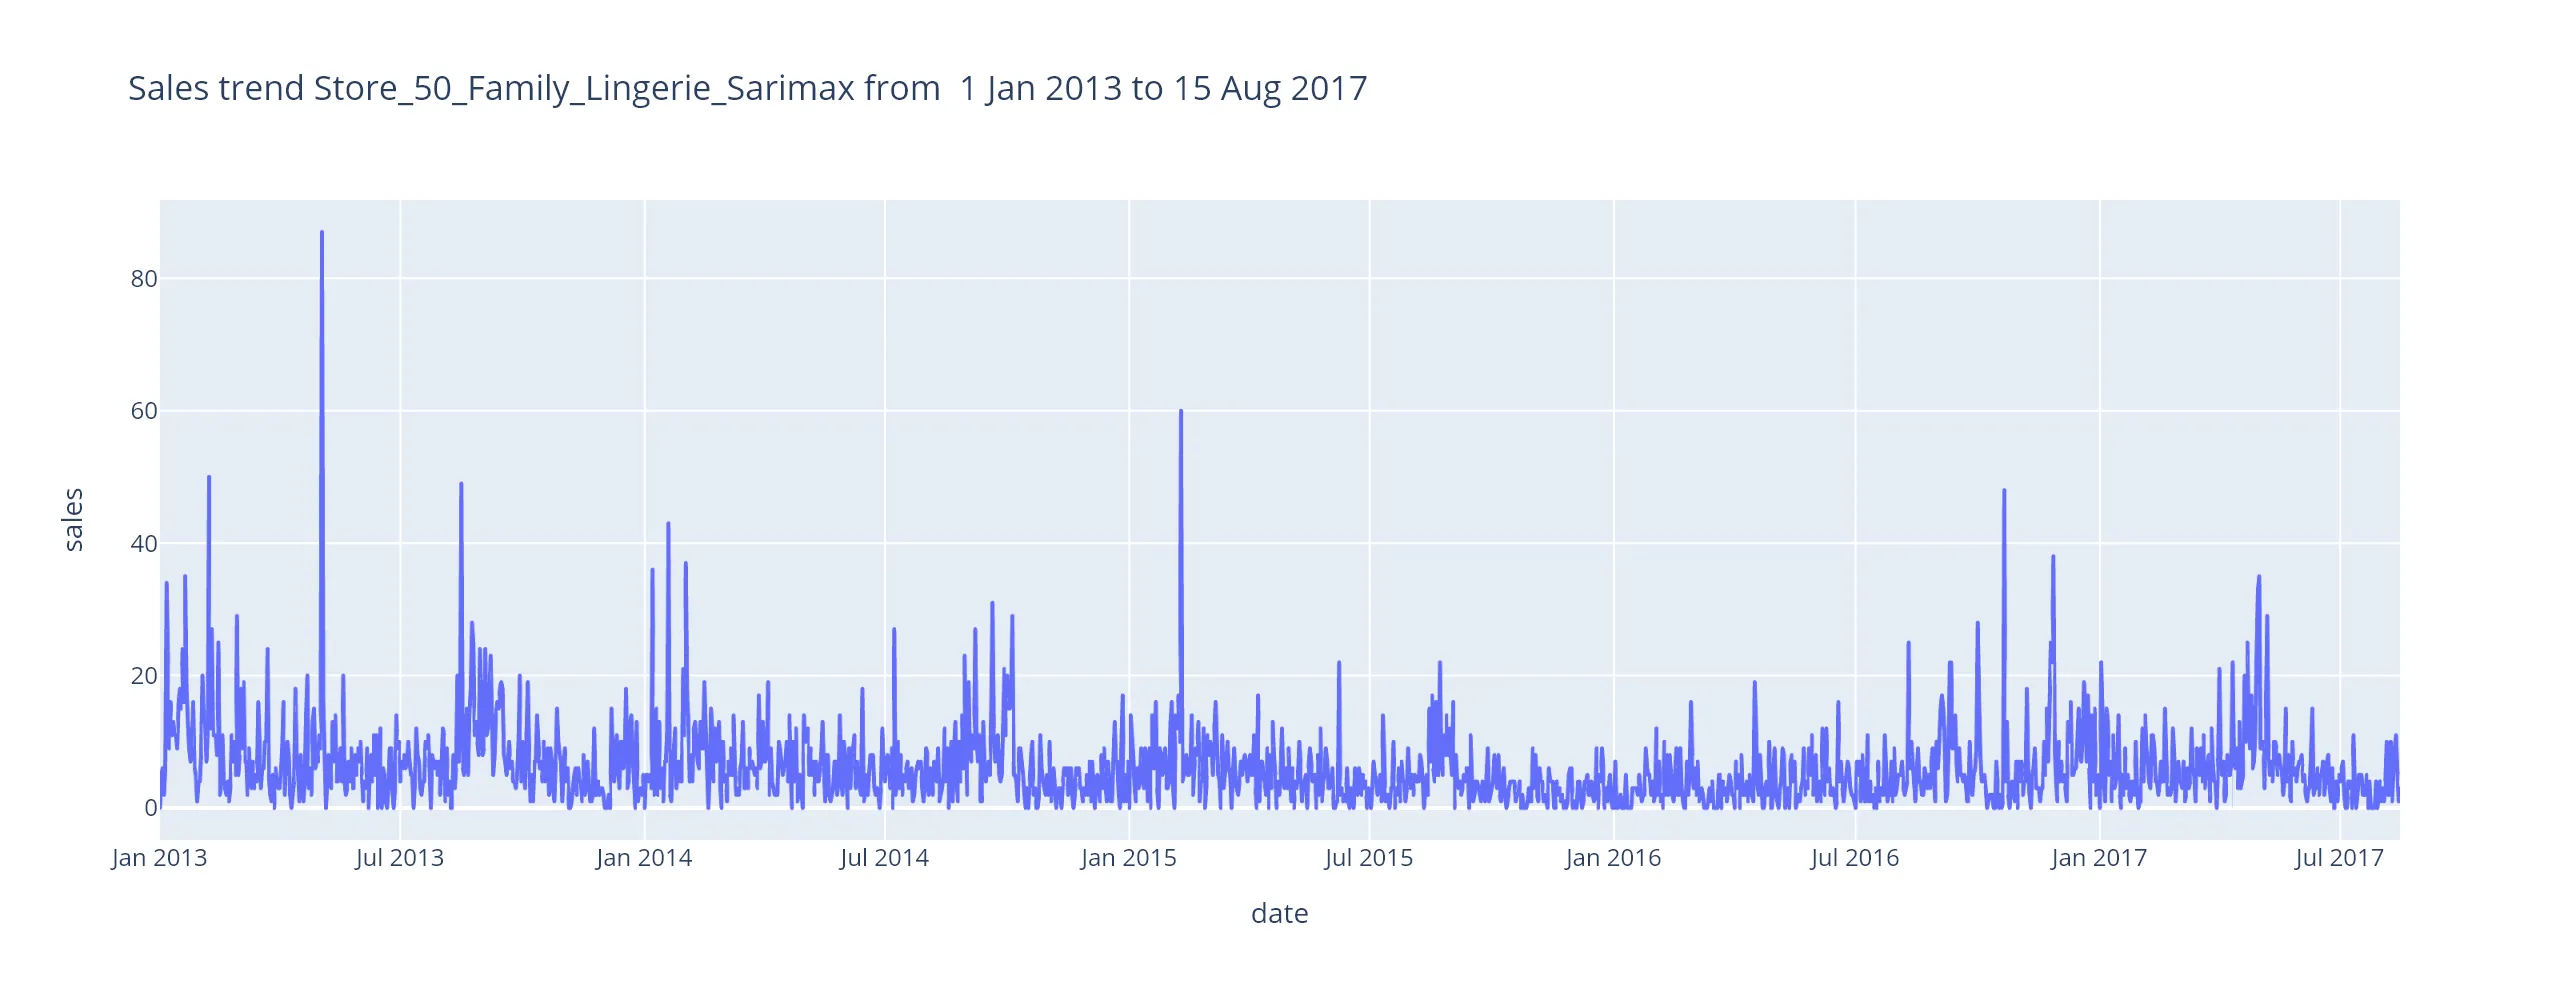 Sales trend Store_50_Family_Lingerie_Sarimax from  1 Jan 2013 to 15 Aug 2017
80
60
sales
40
20
0
Jan 2013 Jul 2013 Jan 2014 Jul 2014 Jan 2015 Jul 2015 Jan 2016 Jul 2016 Jan 2017 Jul 2017
date